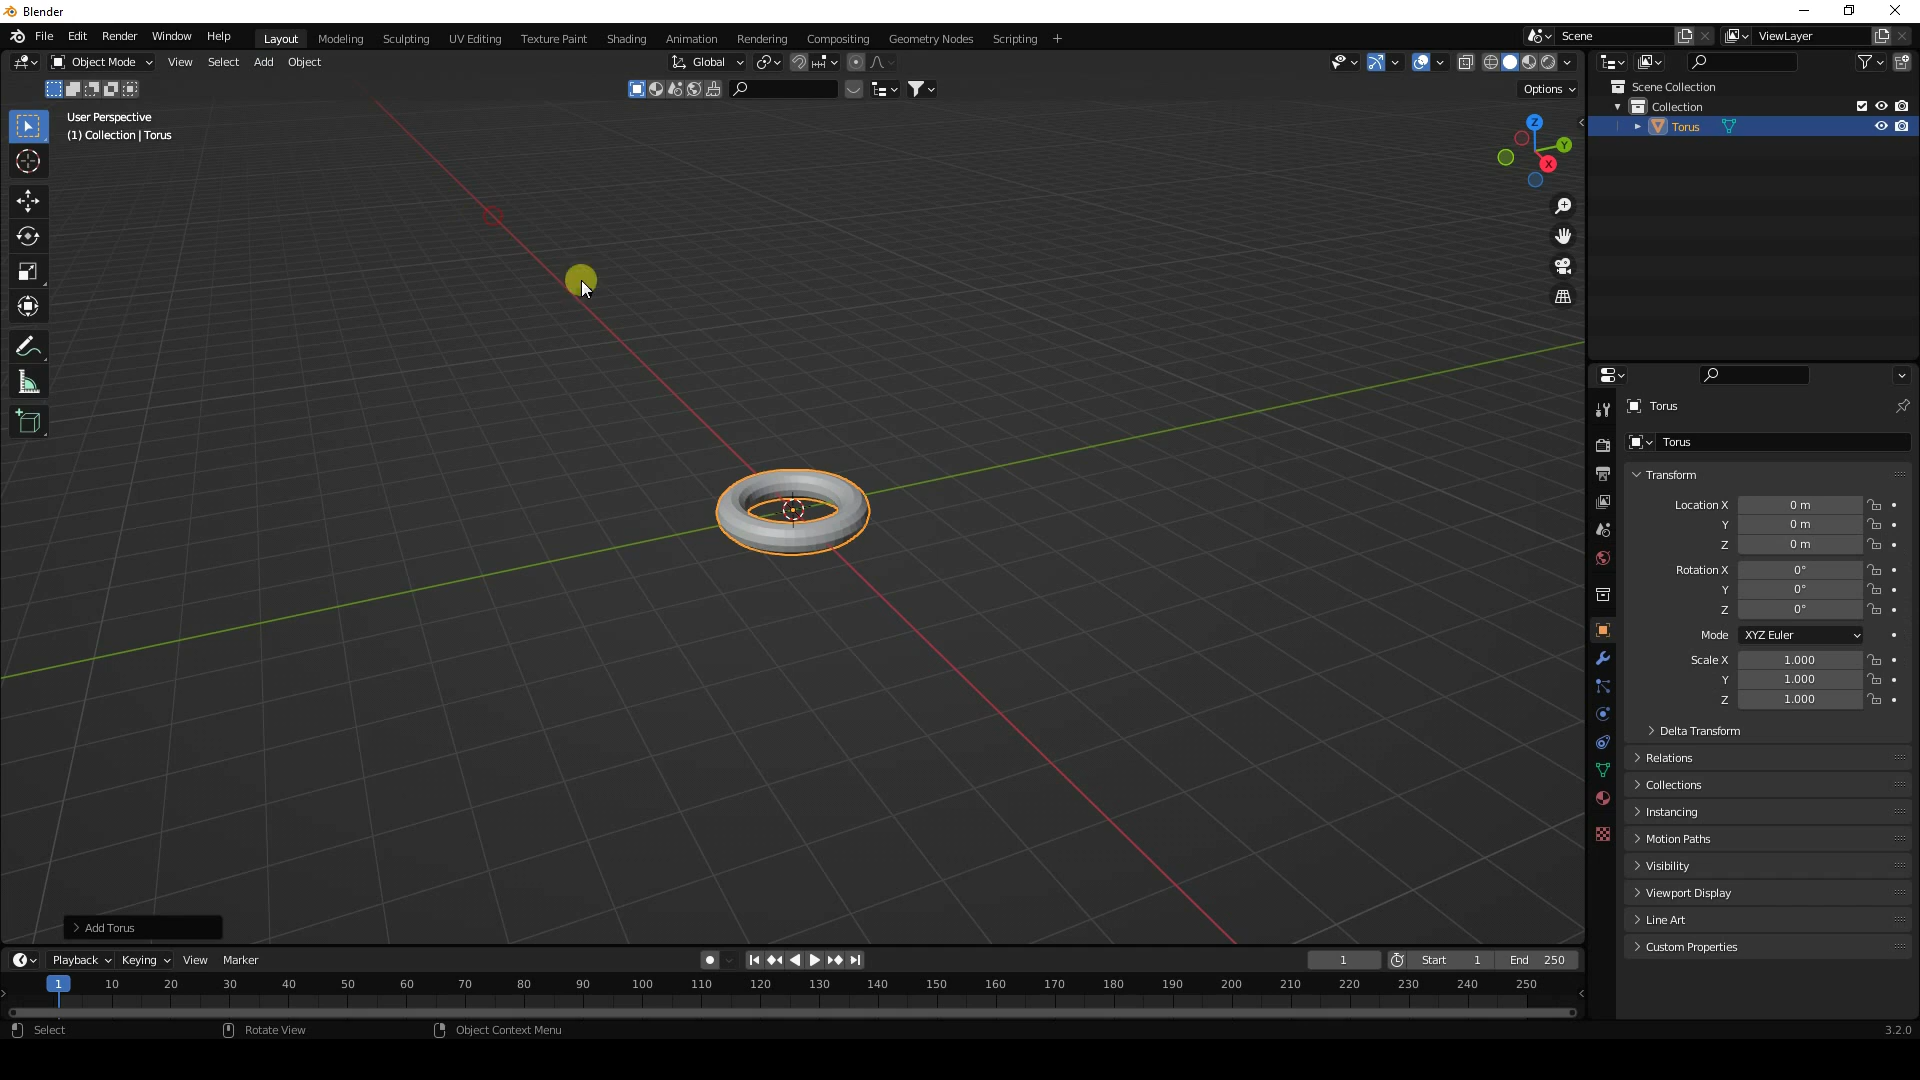 Blender
File Edit Render Window Help Layout Modeling Sculpting UV Editing Texture Paint Shading Animation Rendering Compositing Geometry Nodes Scripting + Scene ViewLayer
Object Mode View Select Add Object Global
Options
User Perspective
(1) Collection | Torus
Z
Y
X
Scene Collection
Collection
Torus
Torus
Torus
Transform
Location X 0 m
Y 0 m
Z 0 m
Rotation X 0°
Y 0°
Z 0°
Mode XYZ Euler
Scale X 1.000
Y 1.000
Z 1.000
Delta Transform
Relations
Collections
Instancing
Motion Paths
Visibility
Viewport Display
Line Art
Custom Properties
Add Torus
Playback Keying View Marker 1 Start 1 End 250
1 10 20 30 40 50 60 70 80 90 100 110 120 130 140 150 160 170 180 190 200 210 220 230 240 250
Select Rotate View Object Context Menu 3.2.0